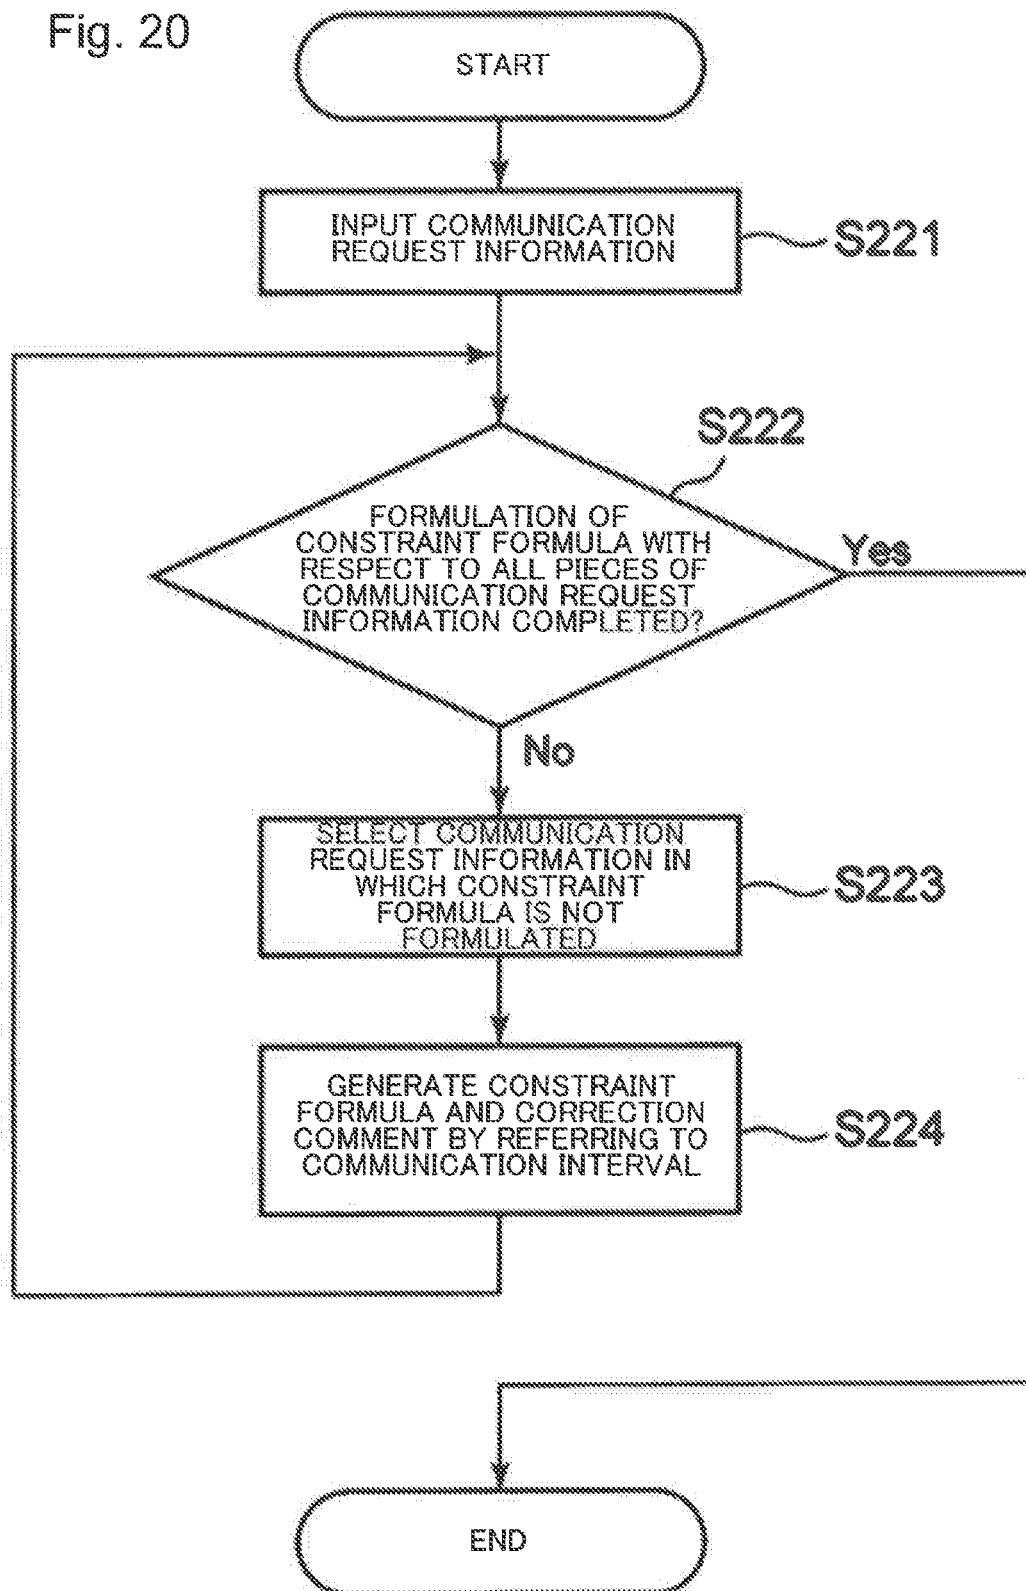 Fig. 20
START
INPUT COMMUNICATION
REQUEST INFORMATION
S221
S222
FORMULATION OF
CONSTRAINT FORMULA WITH
RESPECT TO ALL PIECES OF
COMMUNICATION REQUEST
INFORMATION COMPLETED?
Yes
No
SELECT COMMUNICATION
REQUEST INFORMATION IN
WHICH CONSTRAINT
FORMULA IS NOT
FORMULATED
S223
GENERATE CONSTRAINT
FORMULA AND CORRECTION
COMMENT BY REFERRING TO
COMMUNICATION INTERVAL
S224
END